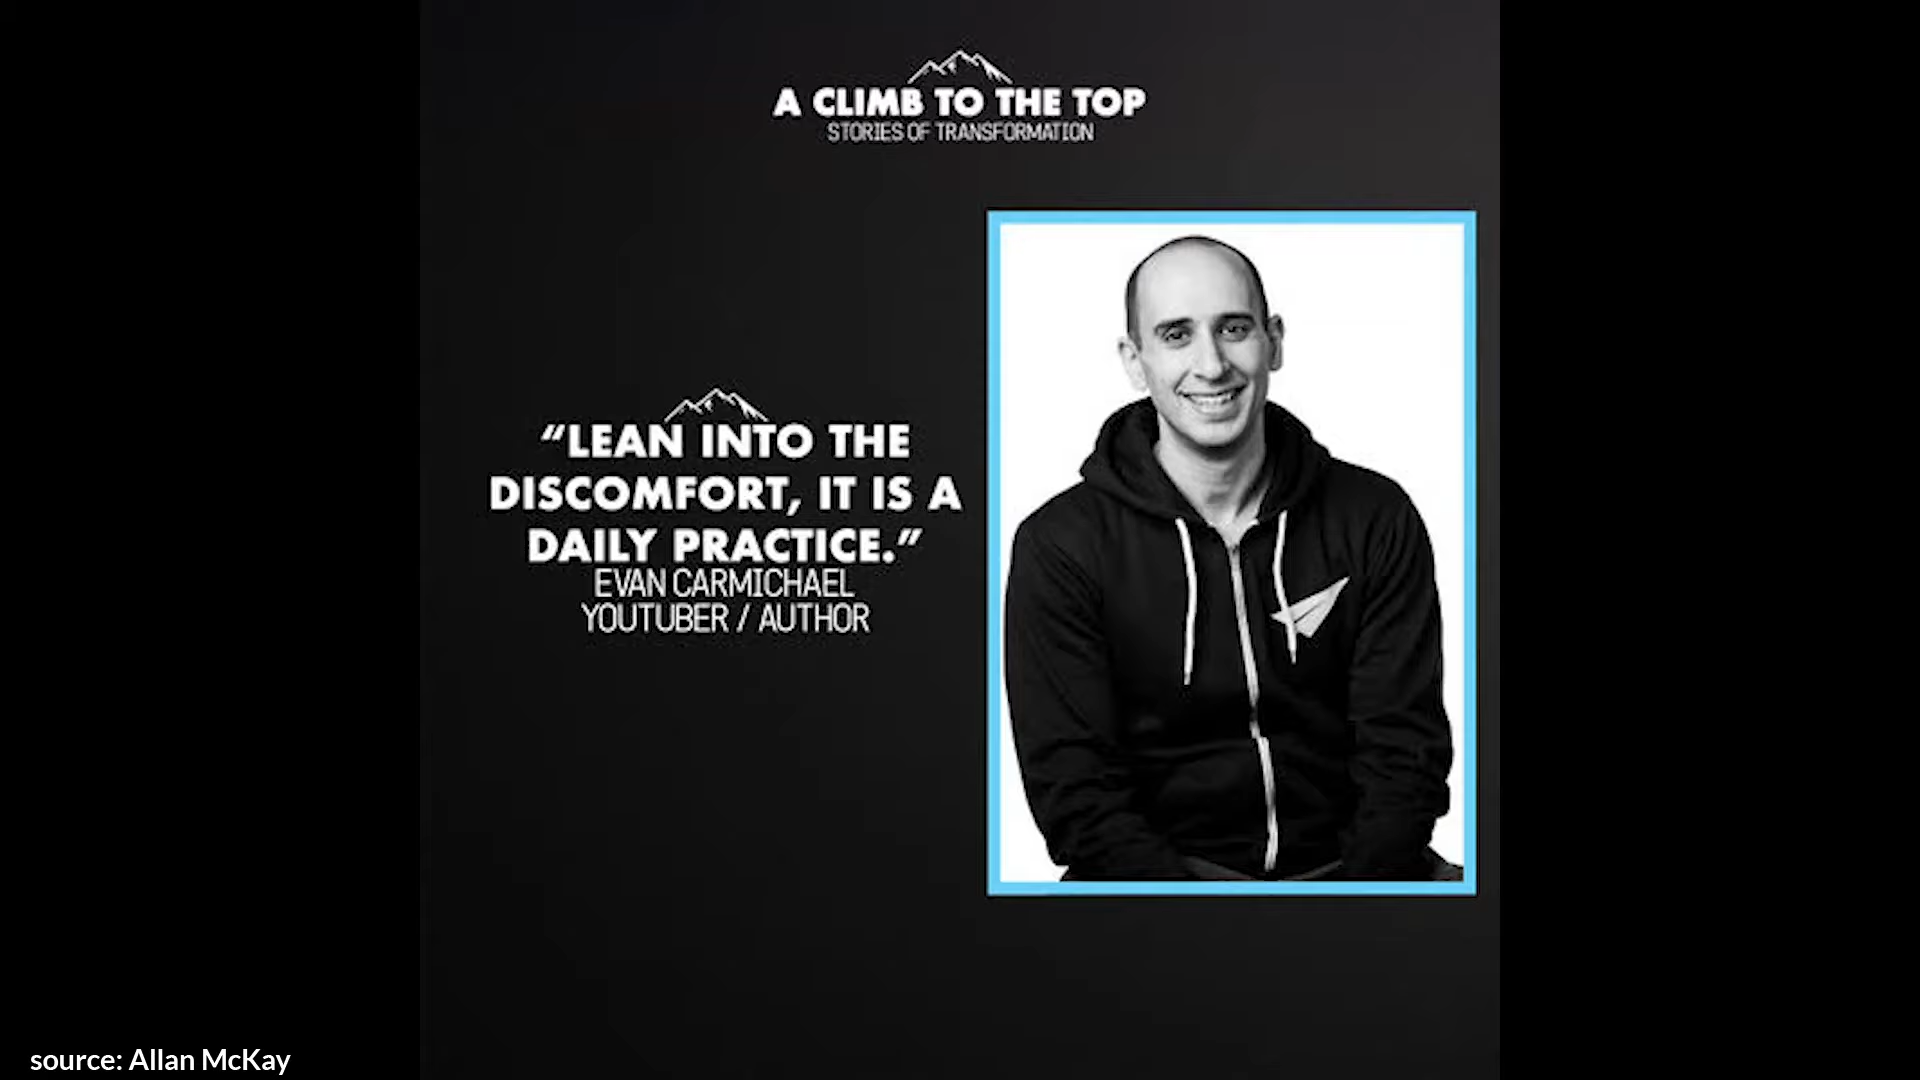 A CLIMB TO THE TOP
STORIES OF TRANSFORMATION
“LEAN INTO THE
DISCOMFORT, IT IS A
DAILY PRACTICE.”
EVAN CARMICHAEL
YOUTUBER / AUTHOR
source: Allan McKay